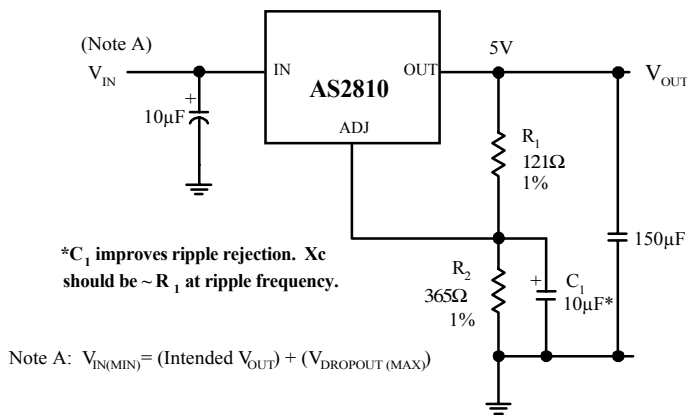 (Note A)
V_IN
+
10µF
IN
OUT
AS2810
ADJ
5V
V_OUT
R_1
121Ω
1%
150µF
*C_1 improves ripple rejection. Xc
should be ~ R_1 at ripple frequency.
R_2
365Ω
1%
+
C_1
10µF*
Note A: V_IN(MIN)= (Intended V_OUT) + (V_DROPOUT (MAX))